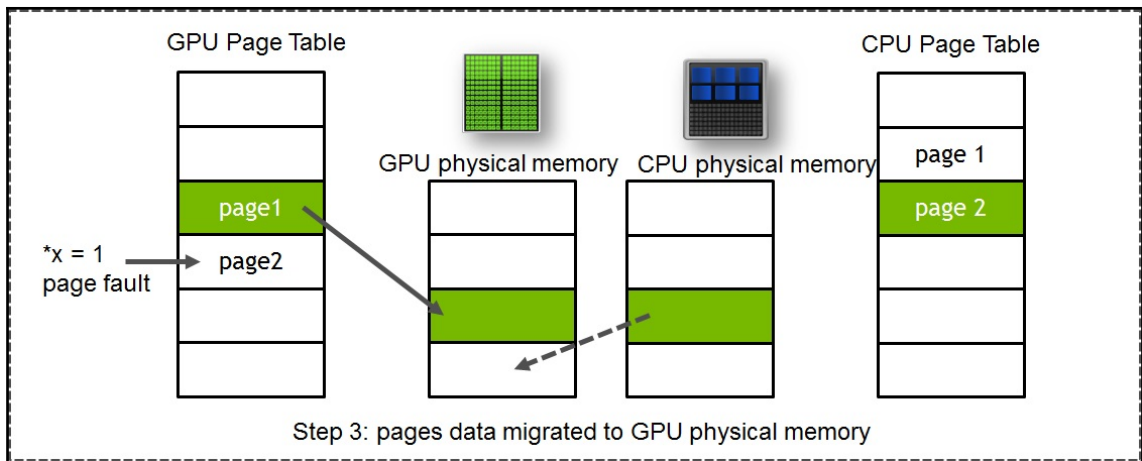 GPU Page Table
CPU Page Table
GPU physical memory
CPU physical memory
page 1
page1
page 2
*x = 1
page fault
page2
Step 3: pages data migrated to GPU physical memory